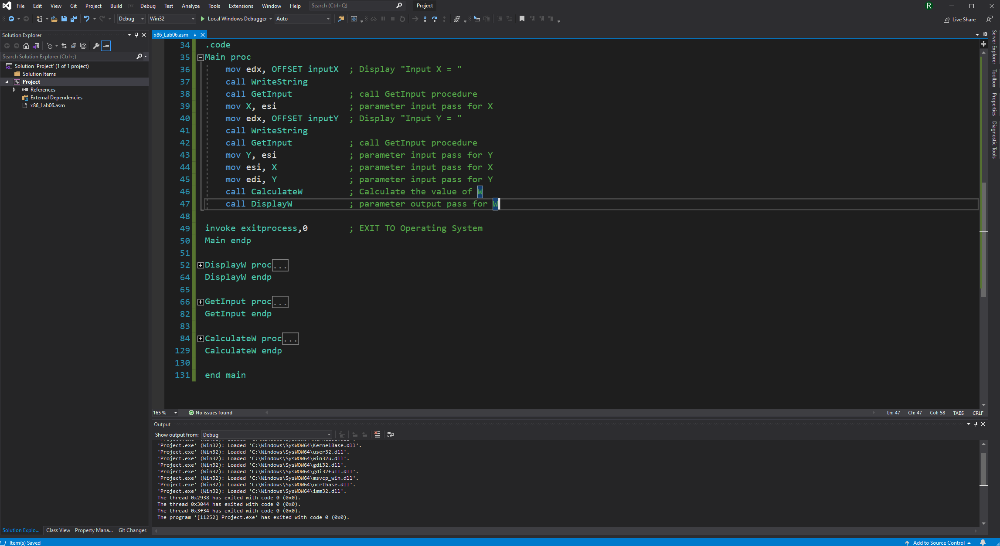 File Edit View Git Project Build Debug Test Analyze Tools Extensions Window Help Search (Ctrl+Q) Project R
Debug Win32 Local Windows Debugger Auto Live Share
Solution Explorer
Search Solution Explorer (Ctrl+;)
Solution 'Project' (1 of 1 project)
Solution Items
Project
References
External Dependencies
x86_Lab06.asm
x86_Lab06.asm
34 .code
35 Main proc
36 mov edx, OFFSET inputX ; Display "Input X = "
37 call WriteString
38 call GetInput ; call GetInput procedure
39 mov X, esi ; parameter input pass for X
40 mov edx, OFFSET inputY ; Display "Input Y = "
41 call WriteString
42 call GetInput ; call GetInput procedure
43 mov Y, esi ; parameter input pass for Y
44 mov esi, X ; parameter input pass for X
45 mov edi, Y ; parameter input pass for Y
46 call CalculateW ; Calculate the value of W
47 call DisplayW ; parameter output pass for W
48
49 invoke exitprocess,0 ; EXIT TO Operating System
50 Main endp
51
52 DisplayW proc...
64 DisplayW endp
65
66 GetInput proc...
82 GetInput endp
83
84 CalculateW proc...
129 CalculateW endp
130
131 end main
165 % No issues found Ln: 47 Ch: 47 Col: 58 TABS CRLF
Output
Show output from: Debug
'Project.exe' (Win32): Loaded 'C:\Windows\SysWOW64\KernelBase.dll'.
'Project.exe' (Win32): Loaded 'C:\Windows\SysWOW64\user32.dll'.
'Project.exe' (Win32): Loaded 'C:\Windows\SysWOW64\win32u.dll'.
'Project.exe' (Win32): Loaded 'C:\Windows\SysWOW64\gdi32.dll'.
'Project.exe' (Win32): Loaded 'C:\Windows\SysWOW64\gdi32full.dll'.
'Project.exe' (Win32): Loaded 'C:\Windows\SysWOW64\msvcp_win.dll'.
'Project.exe' (Win32): Loaded 'C:\Windows\SysWOW64\ucrtbase.dll'.
'Project.exe' (Win32): Loaded 'C:\Windows\SysWOW64\imm32.dll'.
The thread 0x2938 has exited with code 0 (0x0).
The thread 0x3044 has exited with code 0 (0x0).
The thread 0x3f34 has exited with code 0 (0x0).
The program '[11252] Project.exe' has exited with code 0 (0x0).
Solution Explo... Class View Property Mana... Git Changes
Item(s) Saved Add to Source Control
Server Explorer
Toolbox
Properties
Diagnostic Tools